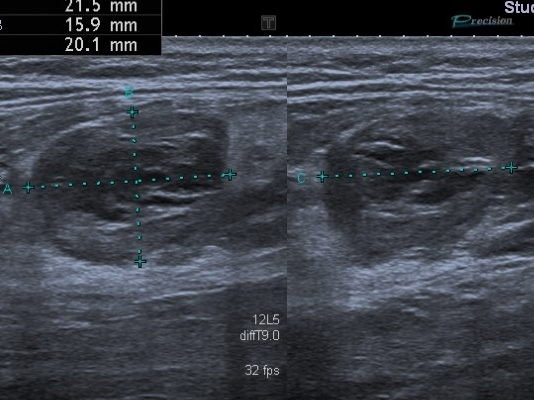 21.5 mm
15.9 mm
20.1 mm
T
Precision
Stud
B
A
C
12L5
diffT9.0
32 fps